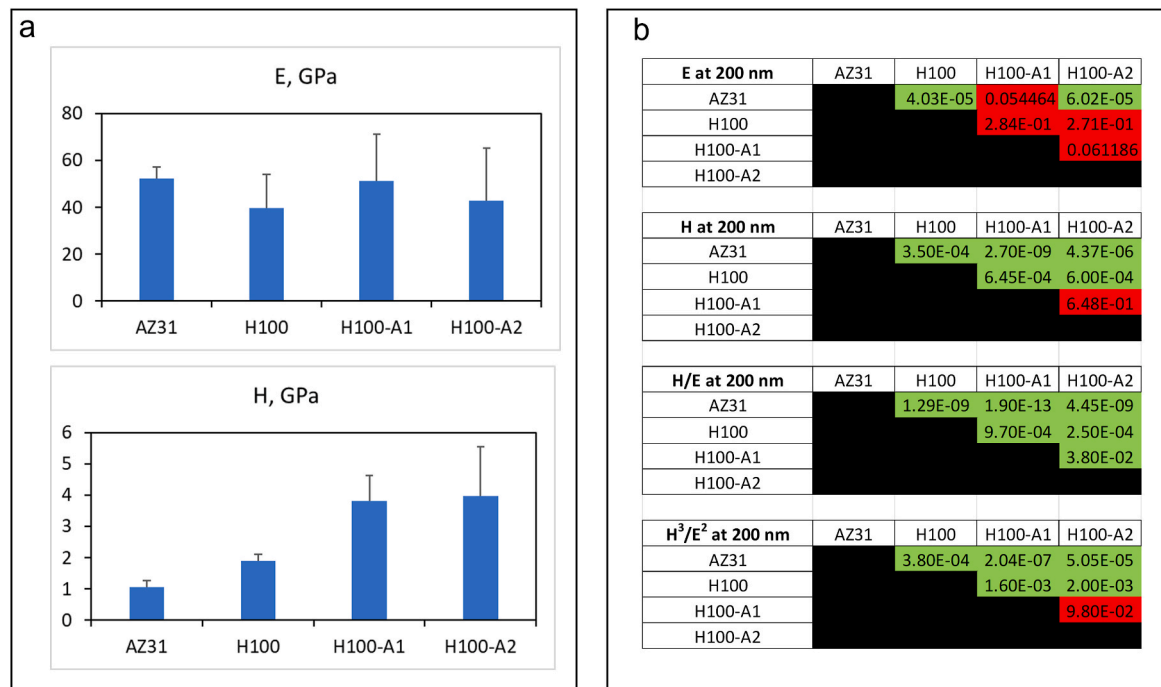 a
E, GPa
80
60
40
20
0
AZ31 H100 H100-A1 H100-A2
H, GPa
6
5
4
3
2
1
0
AZ31 H100 H100-A1 H100-A2
b
E at 200 nm AZ31 H100 H100-A1 H100-A2
AZ31 4.03E-05 0.054464 6.02E-05
H100 2.84E-01 2.71E-01
H100-A1 0.061186
H100-A2
H at 200 nm AZ31 H100 H100-A1 H100-A2
AZ31 3.50E-04 2.70E-09 4.37E-06
H100 6.45E-04 6.00E-04
H100-A1 6.48E-01
H100-A2
H/E at 200 nm AZ31 H100 H100-A1 H100-A2
AZ31 1.29E-09 1.90E-13 4.45E-09
H100 9.70E-04 2.50E-04
H100-A1 3.80E-02
H100-A2
H³/E² at 200 nm AZ31 H100 H100-A1 H100-A2
AZ31 3.80E-04 2.04E-07 5.05E-05
H100 1.60E-03 2.00E-03
H100-A1 9.80E-02
H100-A2